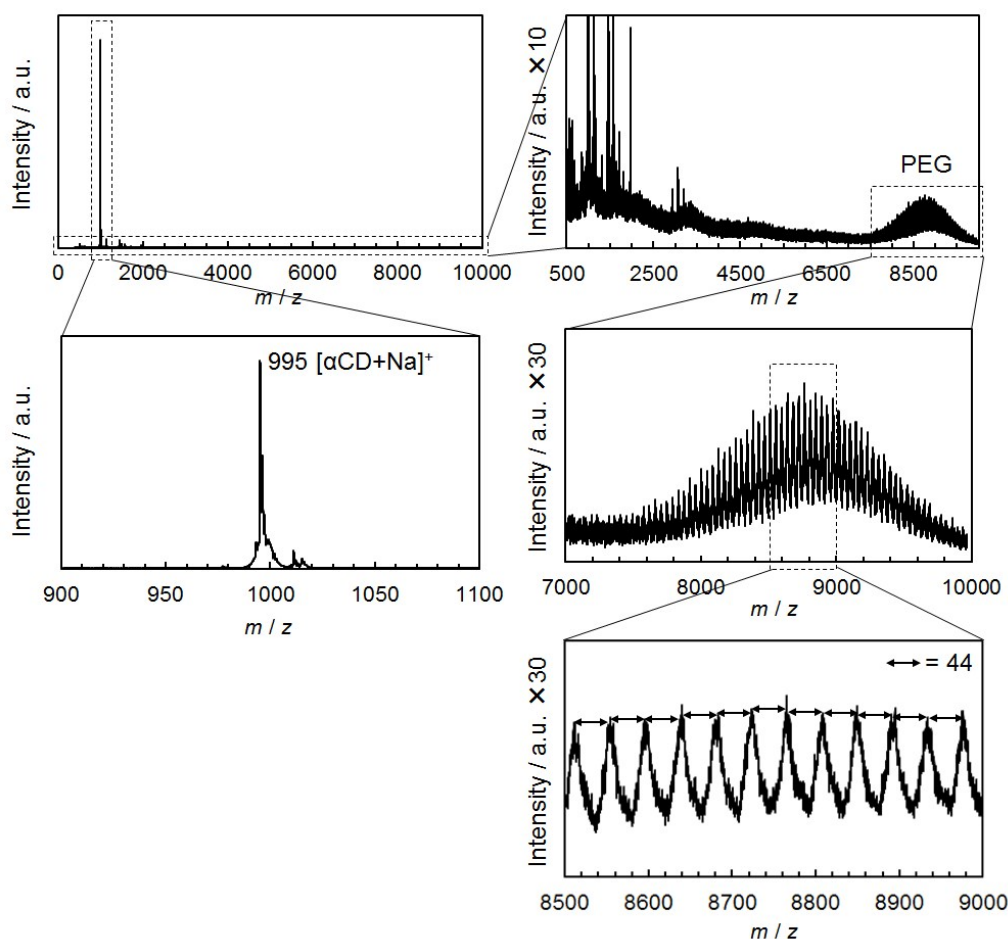 Intensity / a.u.
0 2000 4000 6000 8000 10000
m / z
Intensity / a.u. ×10
PEG
500 2500 4500 6500 8500
m / z
Intensity / a.u.
995 [αCD+Na]⁺
900 950 1000 1050 1100
m / z
Intensity / a.u. ×30
7000 8000 9000 10000
m / z
Intensity / a.u. ×30
= 44
8500 8600 8700 8800 8900 9000
m / z